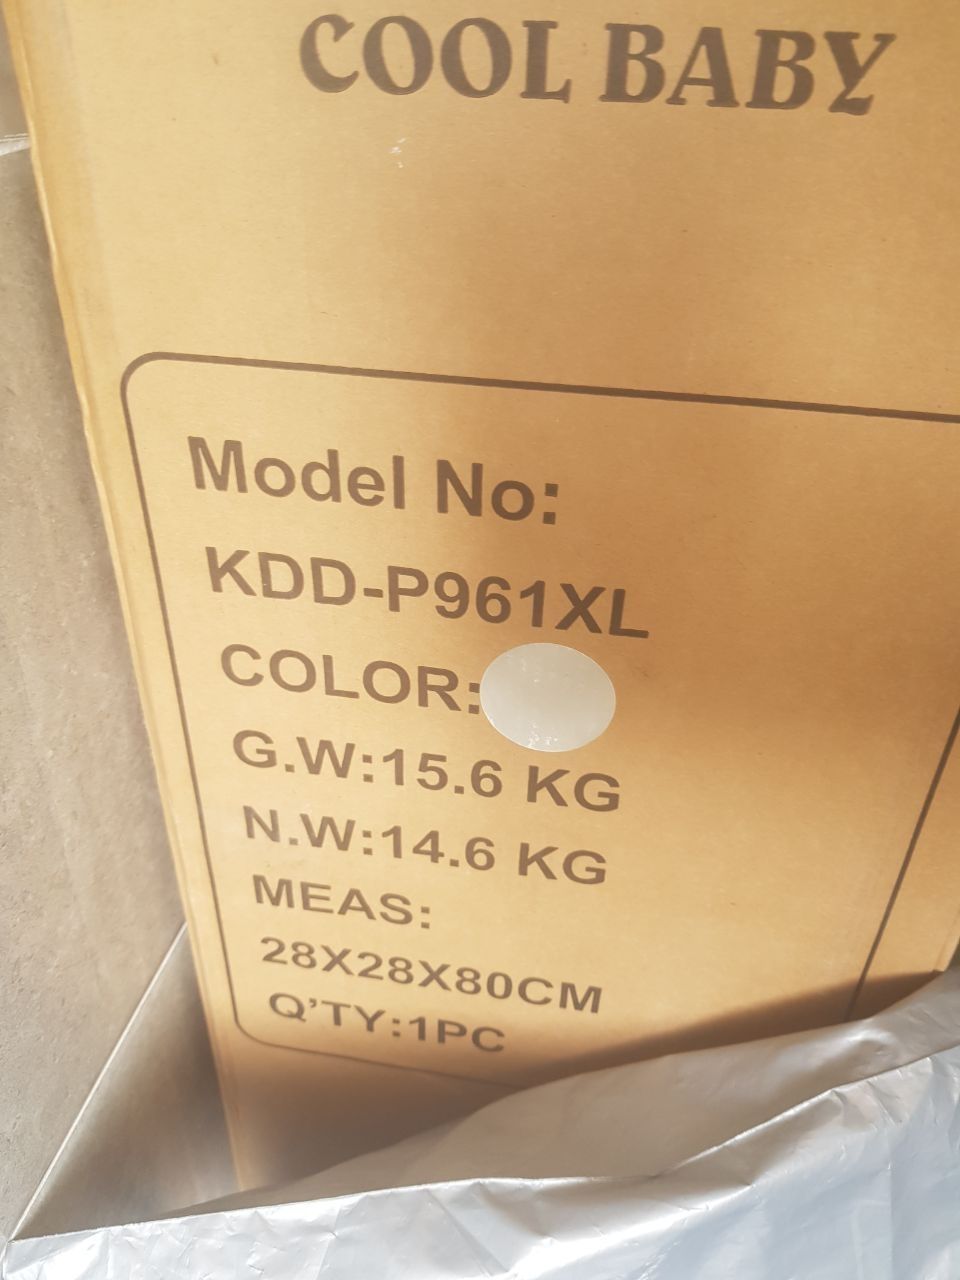 COOL BABY
Model No:
KDD-P961XL
COLOR:
G.W:15.6 KG
N.W:14.6 KG
MEAS:
28X28X80CM
Q'TY:1PC